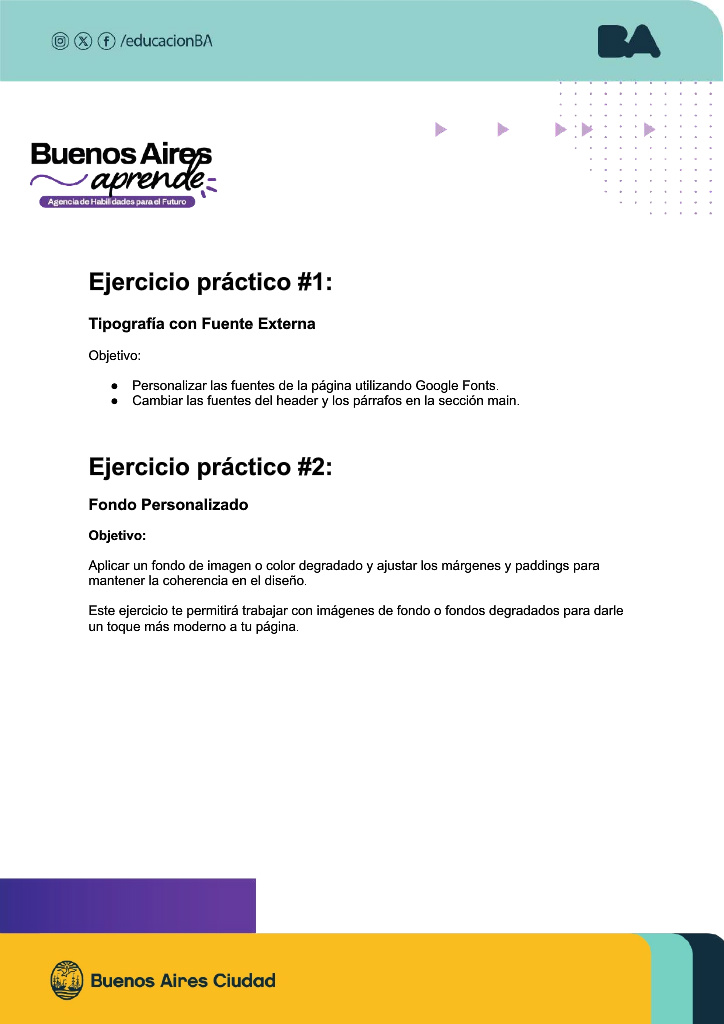 /educacionBA
BA
Buenos Aires
aprende
Agencia de Habilidades para el Futuro
Ejercicio práctico #1:
Tipografía con Fuente Externa
Objetivo:
● Personalizar las fuentes de la página utilizando Google Fonts.
● Cambiar las fuentes del header y los párrafos en la sección main.
Ejercicio práctico #2:
Fondo Personalizado
Objetivo:
Aplicar un fondo de imagen o color degradado y ajustar los márgenes y paddings para
mantener la coherencia en el diseño.
Este ejercicio te permitirá trabajar con imágenes de fondo o fondos degradados para darle
un toque más moderno a tu página.
Buenos Aires Ciudad